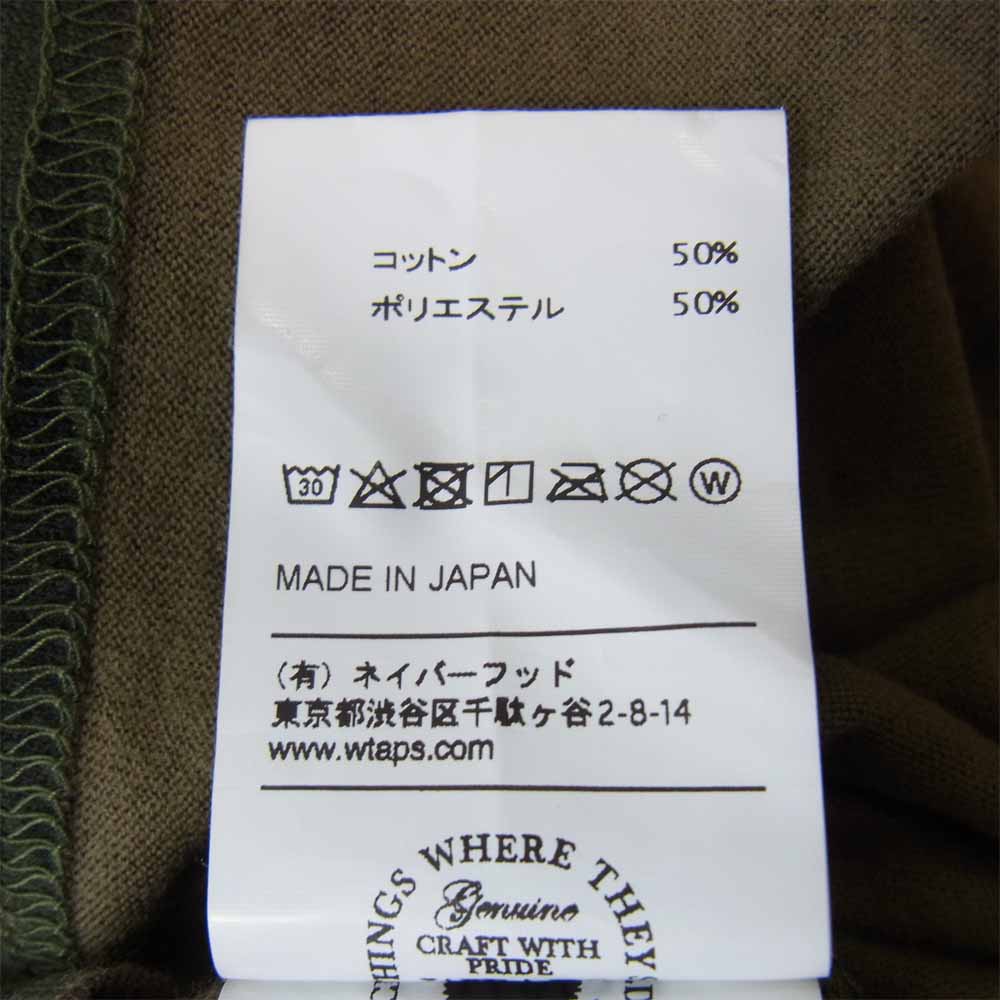 コットン 50%
ポリエステル 50%
30 W
MADE IN JAPAN
(有) ネイバーフッド
東京都渋谷区千駄ヶ谷2-8-14
www.wtaps.com
WHERE THEY
Genuine
CRAFT WITH
PRIDE